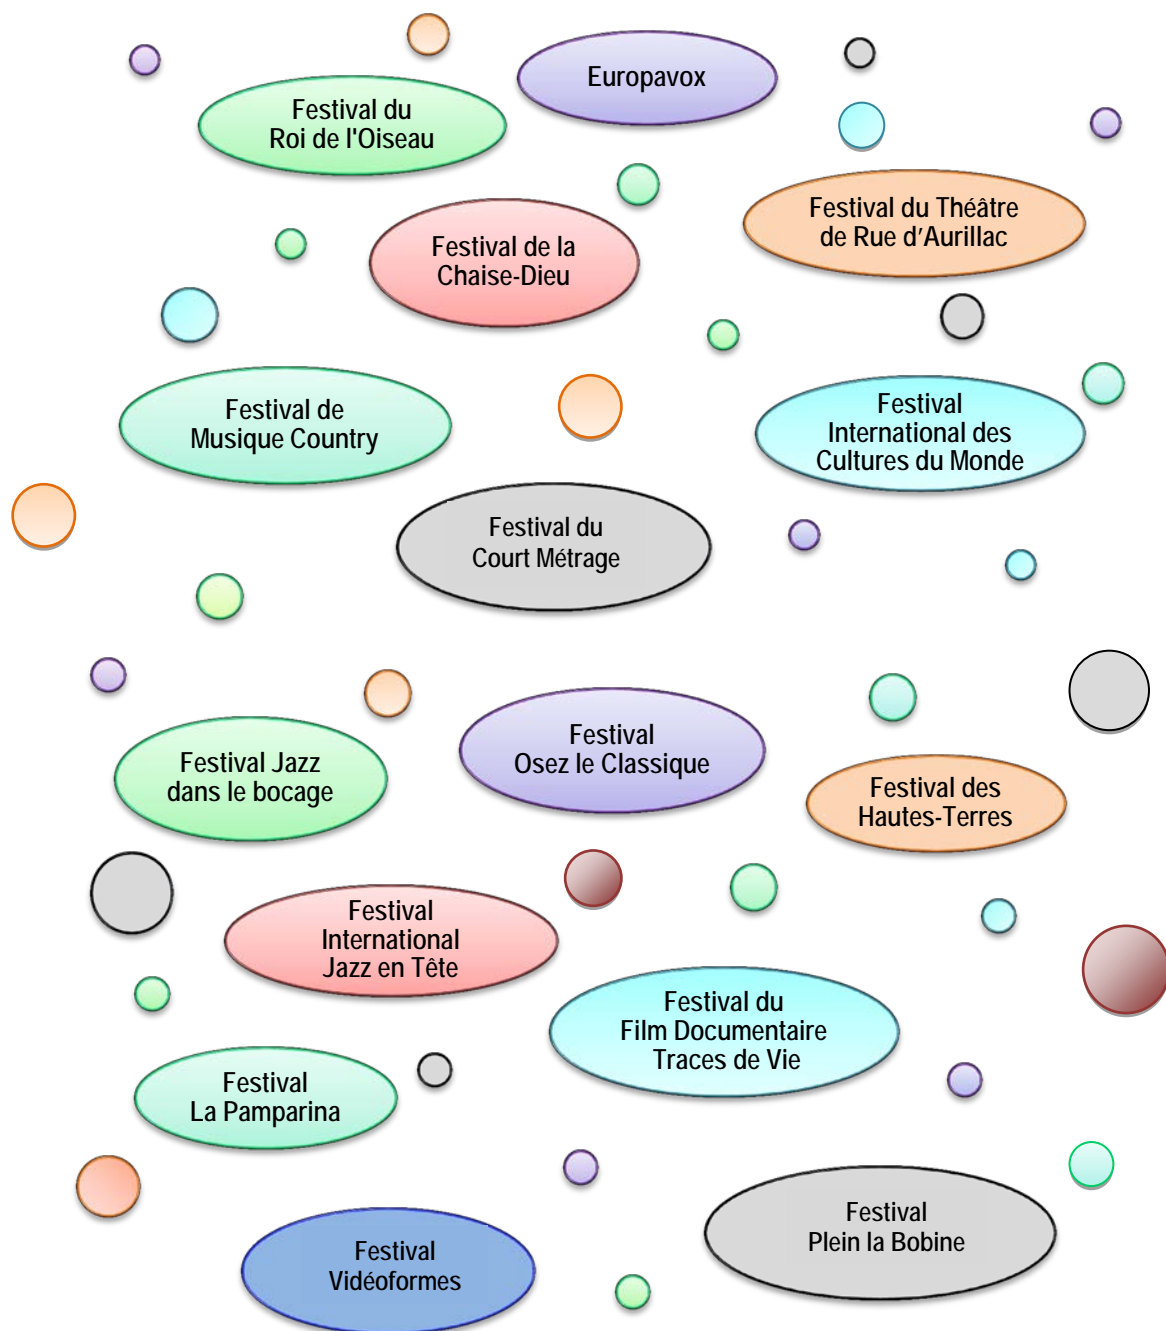 Europavox
Festival du
Roi de l'Oiseau
Festival du Théâtre
de Rue d’Aurillac
Festival de la
Chaise-Dieu
Festival de
Musique Country
Festival
International des
Cultures du Monde
Festival du
Court Métrage
Festival Jazz
dans le bocage
Festival
Osez le Classique
Festival des
Hautes-Terres
Festival
International
Jazz en Tête
Festival du
Film Documentaire
Traces de Vie
Festival
La Pamparina
Festival
Plein la Bobine
Festival
Vidéoformes